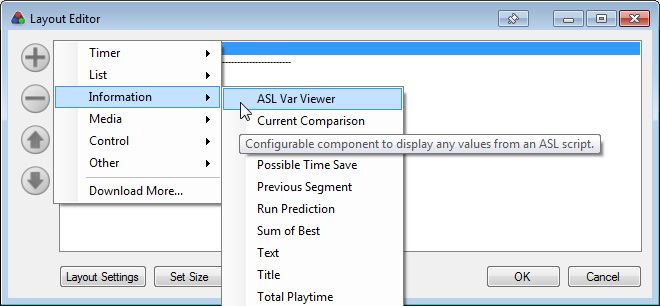 Layout Editor
Timer
List
Information
Media
Control
Other
Download More...
ASL Var Viewer
Current Comparison
Configurable component to display any values from an ASL script.
Possible Time Save
Previous Segment
Run Prediction
Sum of Best
Text
Title
Total Playtime
Layout Settings
Set Size
OK
Cancel